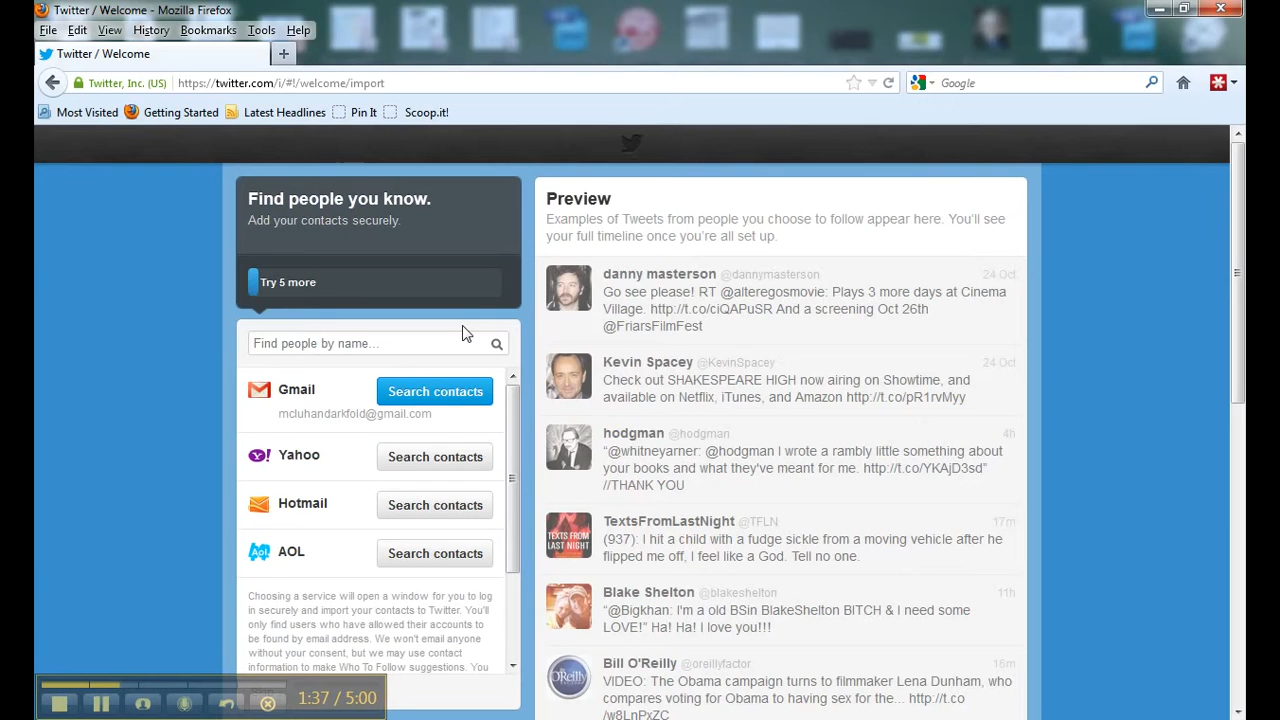 Twitter / Welcome - Mozilla Firefox
File Edit View History Bookmarks Tools Help
Twitter / Welcome
Twitter, Inc. (US) https://twitter.com/i/#!/welcome/import Google
Most Visited Getting Started Latest Headlines Pin It Scoop.it!
Find people you know.
Add your contacts securely.
Try 5 more
Find people by name...
Gmail Search contacts
mcluhandarkfold@gmail.com
Yahoo Search contacts
Hotmail Search contacts
AOL Search contacts
Choosing a service will open a window for you to log
in securely and import your contacts to Twitter. You'll
only find users who have allowed their accounts to
be found by email address. We won't email anyone
without your consent, but we may use contact
information to make Who To Follow suggestions. You
1:37 / 5:00
Preview
Examples of Tweets from people you choose to follow appear here. You'll see
your full timeline once you're all set up.
danny masterson @dannymasterson 24 Oct
Go see please! RT @alteregosmovie: Plays 3 more days at Cinema
Village. http://t.co/ciQAPuSR And a screening Oct 26th
@FriarsFilmFest
Kevin Spacey @KevinSpacey 24 Oct
Check out SHAKESPEARE HIGH now airing on Showtime, and
available on Netflix, iTunes, and Amazon http://t.co/pR1rvMyy
hodgman @hodgman 4h
“@whitneyarner: @hodgman I wrote a rambly little something about
your books and what they've meant for me. http://t.co/YKAjD3sd”
//THANK YOU
TEXTS FROM LAST NIGHT
TextsFromLastNight @TFLN 17m
(937): I hit a child with a fudge sickle from a moving vehicle after he
flipped me off, I feel like a God. Tell no one.
Blake Shelton @blakeshelton 11h
“@Bigkhan: I'm a old BSin BlakeShelton BITCH & I need some
LOVE!” Ha! Ha! I love you!!!
Bill O'Reilly @oreillyfactor 16m
VIDEO: The Obama campaign turns to filmmaker Lena Dunham, who
compares voting for Obama to having sex for the... http://t.co
/w8LnPxZC